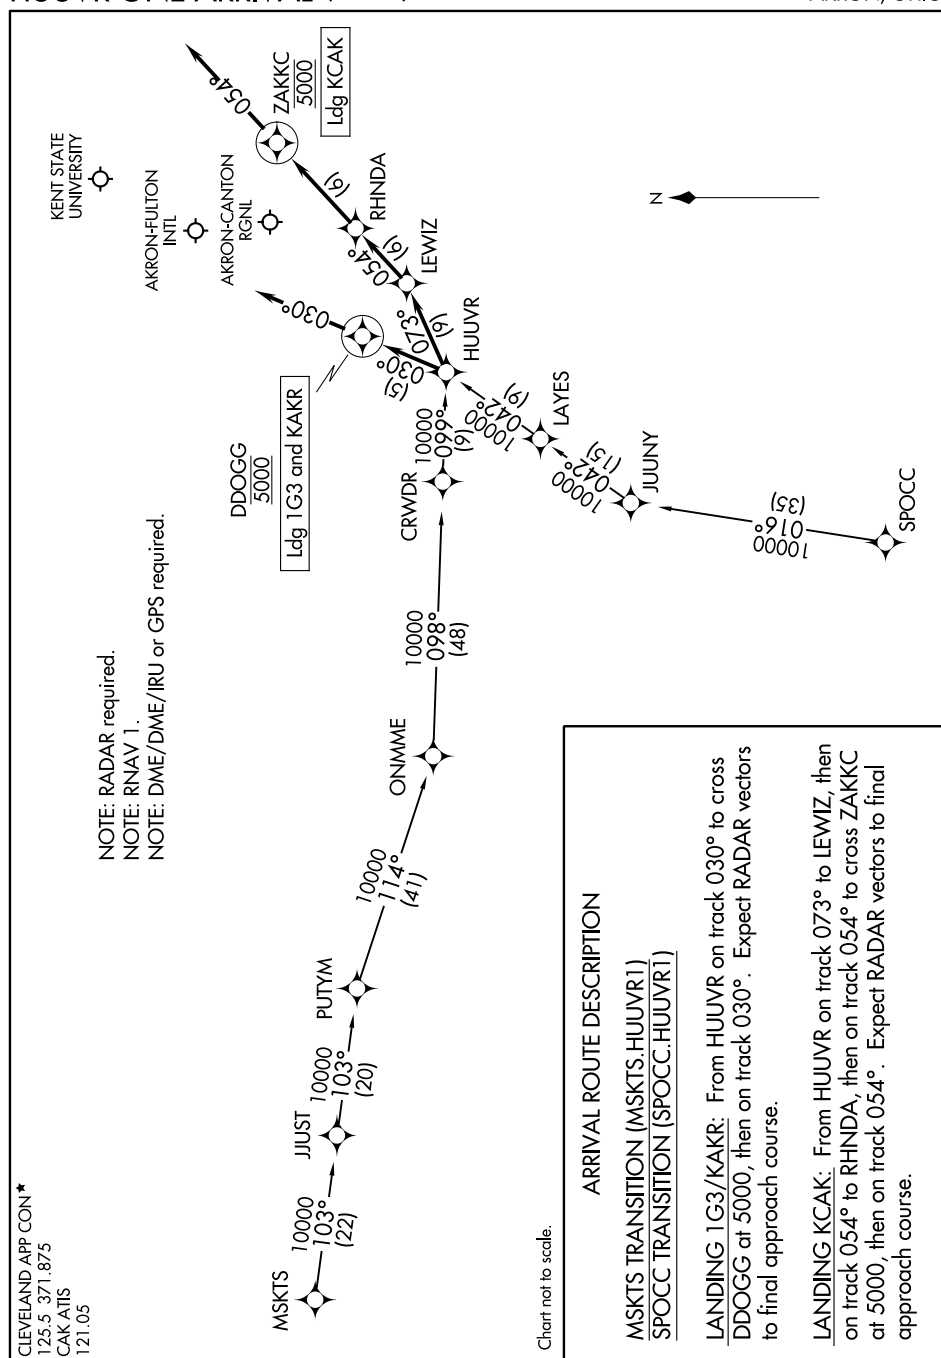 CLEVELAND APP CON★
125.5 371.875
CAK ATIS
121.05
NOTE: RADAR required.
NOTE: RNAV 1.
NOTE: DME/DME/IRU or GPS required.
KENT STATE
UNIVERSITY
AKRON-FULTON
INTL
AKRON-CANTON
RGNL
054°
ZAKKC
5000
Ldg KCAK
(6)
RHNDA
054°
(6)
LEWIZ
073°
(6)
HUUVR
030°
DDOGG
5000
Ldg 1G3 and KAKR
030°
(5)
MSKTS
10000
103°
(22)
JJUST
10000
103°
(20)
PUTYM
10000
114°
(41)
ONMME
10000
098°
(48)
CRWDR
10000
099°
(9)
10000
042°
(9)
LAYES
10000
042°
(15)
JUUNY
10000
016°
(35)
SPOCC
N
Chart not to scale.
ARRIVAL ROUTE DESCRIPTION
MSKTS TRANSITION (MSKTS.HUUVR1)
SPOCC TRANSITION (SPOCC.HUUVR1)
LANDING 1G3/KAKR: From HUUVR on track 030° to cross
DDOGG at 5000, then on track 030°. Expect RADAR vectors
to final approach course.
LANDING KCAK: From HUUVR on track 073° to LEWIZ, then
on track 054° to RHNDA, then on track 054° to cross ZAKKC
at 5000, then on track 054°. Expect RADAR vectors to final
approach course.